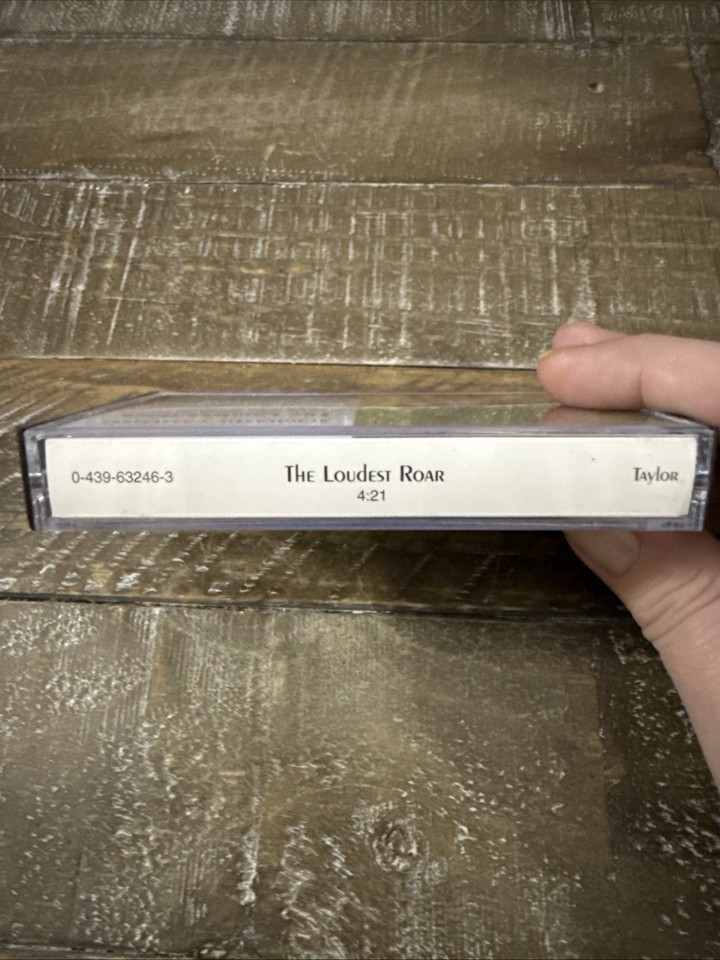 0-439-63246-3
The Loudest Roar
4:21
Taylor